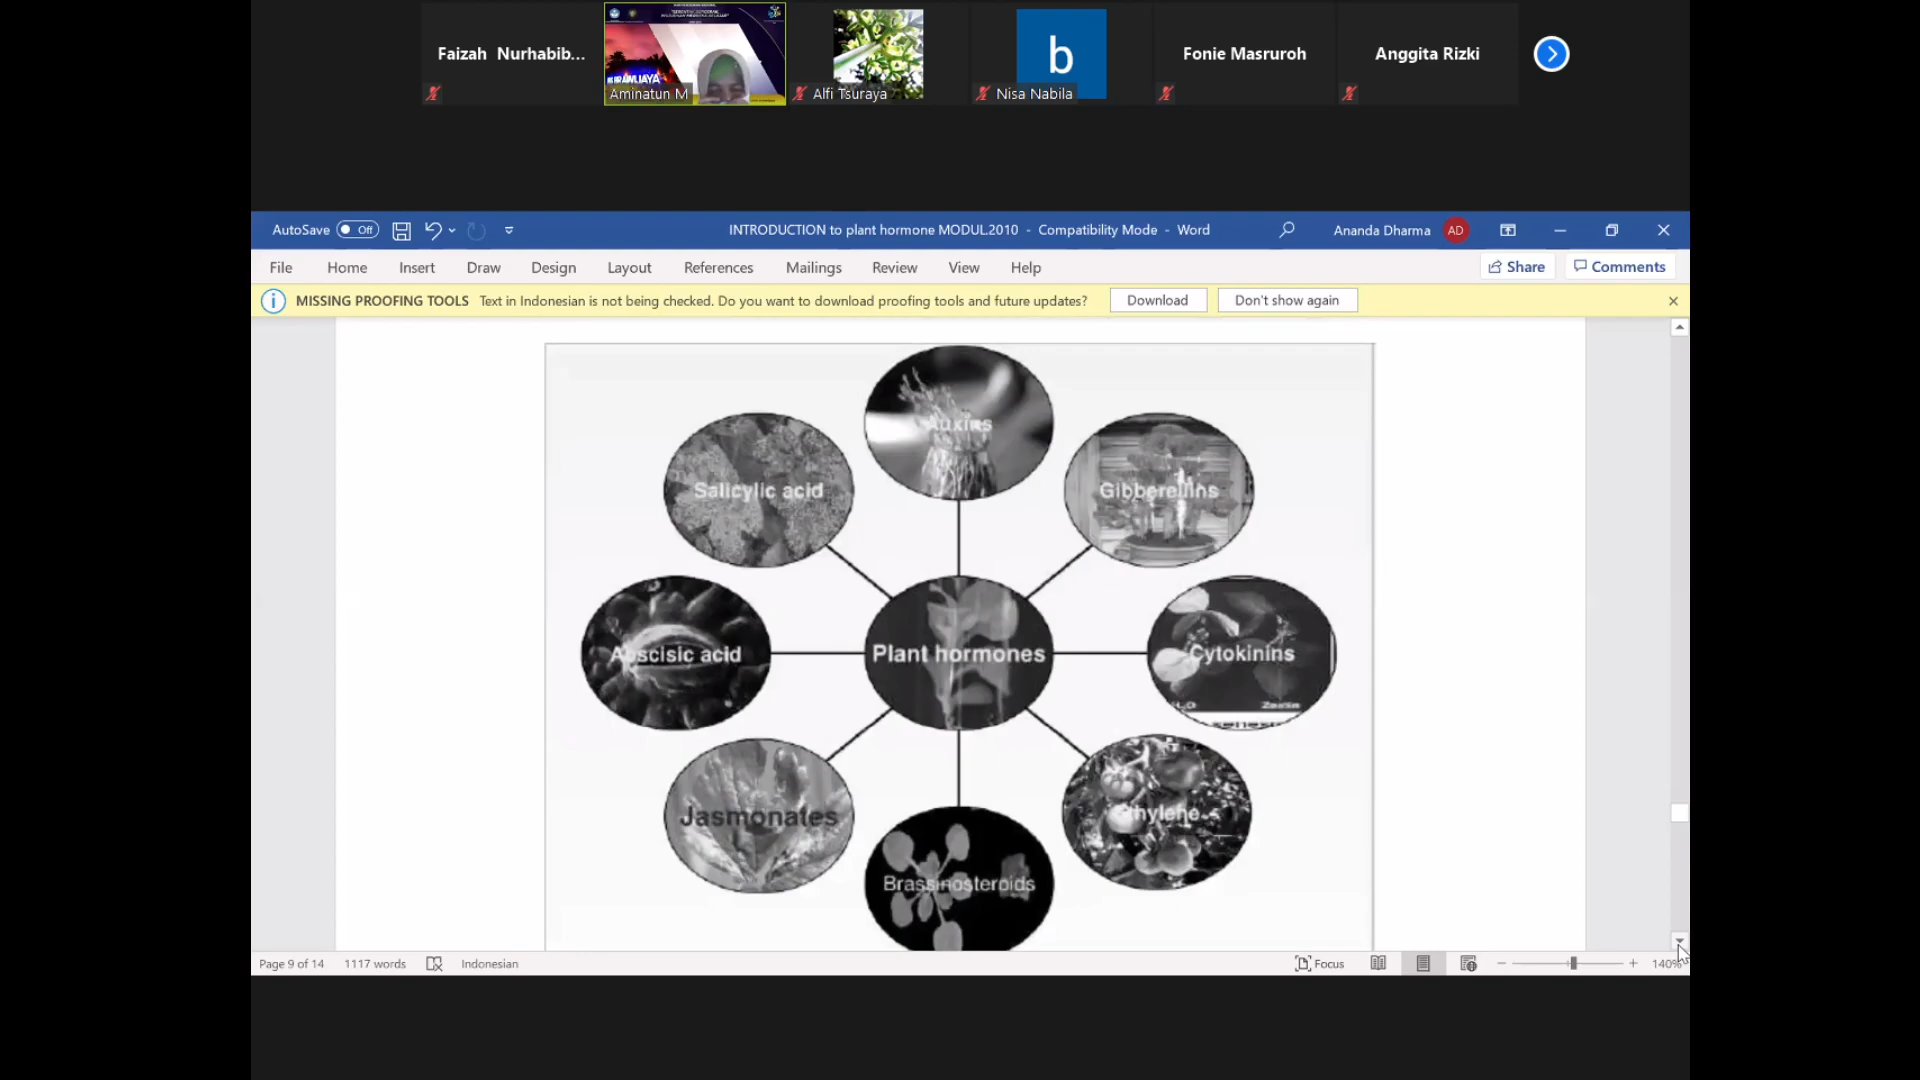 Faizah Nurhabib...
Aminatun M
Alfi Tsuraya
b
Nisa Nabila
Fonie Masruroh
Anggita Rizki
AutoSave Off
INTRODUCTION to plant hormone MODUL.2010 - Compatibility Mode - Word
Ananda Dharma AD
File Home Insert Draw Design Layout References Mailings Review View Help
Share Comments
MISSING PROOFING TOOLS Text in Indonesian is not being checked. Do you want to download proofing tools and future updates? Download Don't show again
Auxins
Salicylic acid
Gibberellins
Abscisic acid
Plant hormones
Cytokinins
H₂O Zeatin
Jasmonates
Ethylene
Brassinosteroids
Page 9 of 14 1117 words Indonesian Focus 140%